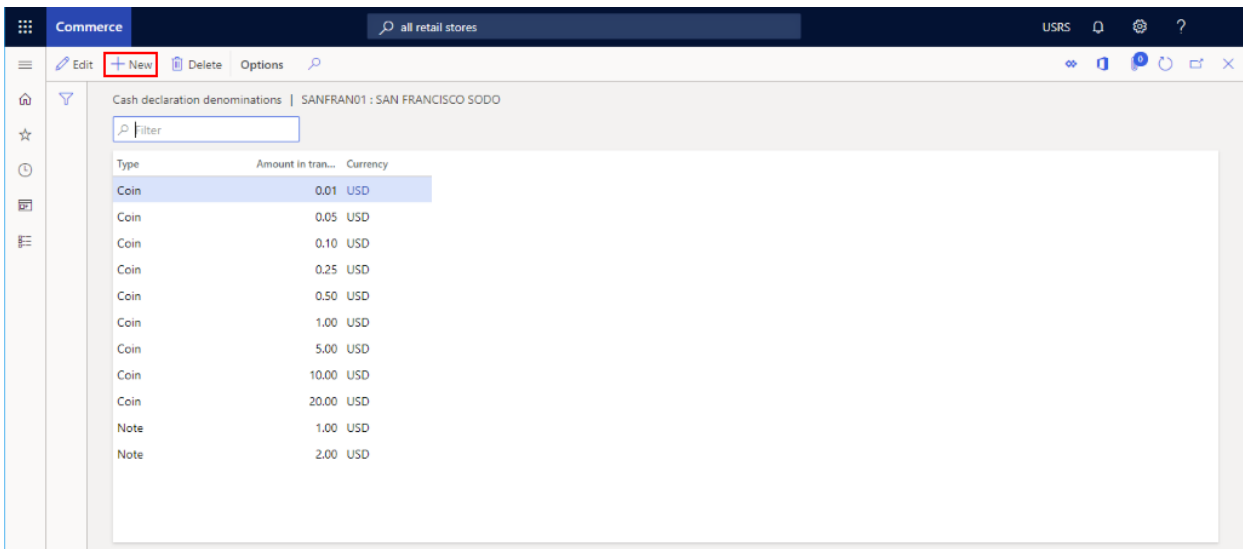 Commerce all retail stores USRS ?
Edit New Delete Options 0
Cash declaration denominations | SANFRAN01 : SAN FRANCISCO SODO
Filter
Type Amount in tran... Currency
Coin 0.01 USD
Coin 0.05 USD
Coin 0.10 USD
Coin 0.25 USD
Coin 0.50 USD
Coin 1.00 USD
Coin 5.00 USD
Coin 10.00 USD
Coin 20.00 USD
Note 1.00 USD
Note 2.00 USD